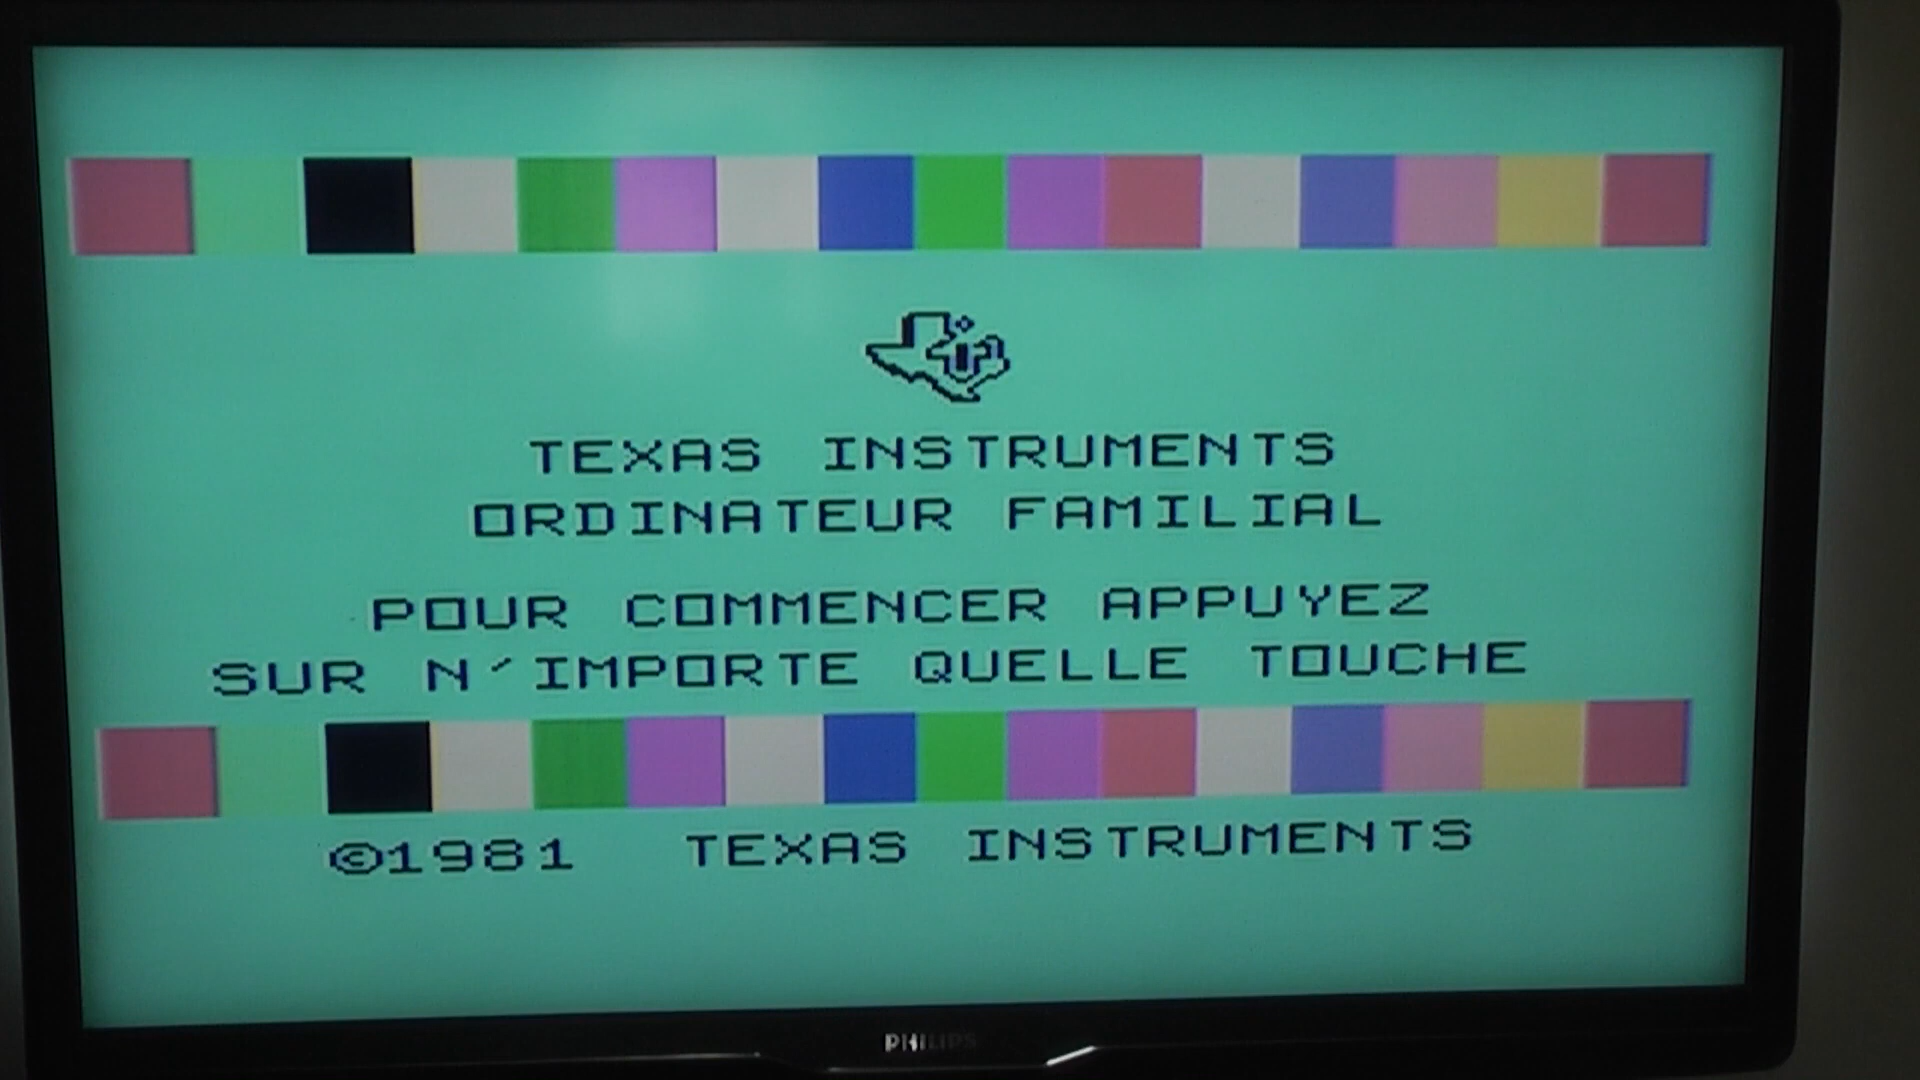 TEXAS INSTRUMENTS
ORDINATEUR FAMILIAL
POUR COMMENCER APPUYEZ
SUR N'IMPORTE QUELLE TOUCHE
©1981 TEXAS INSTRUMENTS
PHILIPS